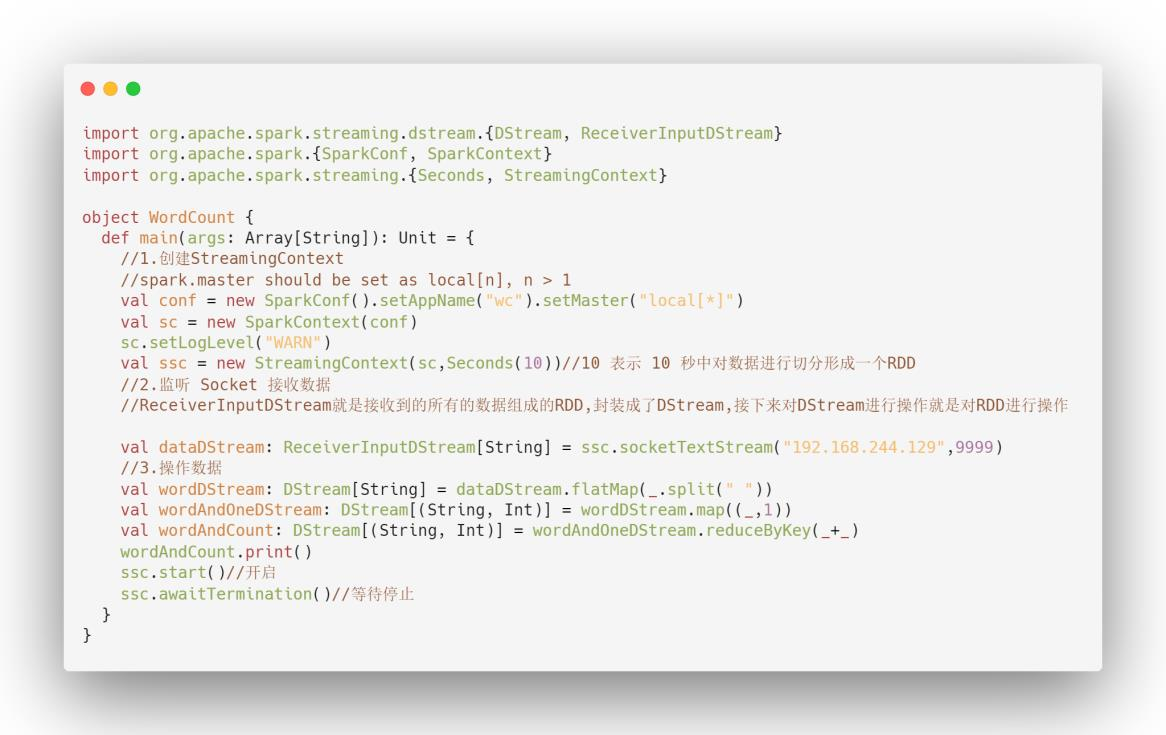 import org.apache.spark.streaming.dstream.{DStream, ReceiverInputDStream}
import org.apache.spark.{SparkConf, SparkContext}
import org.apache.spark.streaming.{Seconds, StreamingContext}

object WordCount {
  def main(args: Array[String]): Unit = {
    //1.创建StreamingContext
    //spark.master should be set as local[n], n > 1
    val conf = new SparkConf().setAppName("wc").setMaster("local[*]")
    val sc = new SparkContext(conf)
    sc.setLogLevel("WARN")
    val ssc = new StreamingContext(sc,Seconds(10))//10 表示 10 秒中对数据进行切分形成一个RDD
    //2.监听 Socket 接收数据
    //ReceiverInputDStream就是接收到的所有的数据组成的RDD,封装成了DStream,接下来对DStream进行操作就是对RDD进行操作

    val dataDStream: ReceiverInputDStream[String] = ssc.socketTextStream("192.168.244.129",9999)
    //3.操作数据
    val wordDStream: DStream[String] = dataDStream.flatMap(_.split(" "))
    val wordAndOneDStream: DStream[(String, Int)] = wordDStream.map((_,1))
    val wordAndCount: DStream[(String, Int)] = wordAndOneDStream.reduceByKey(_+_)
    wordAndCount.print()
    ssc.start()//开启
    ssc.awaitTermination()//等待停止
  }
}